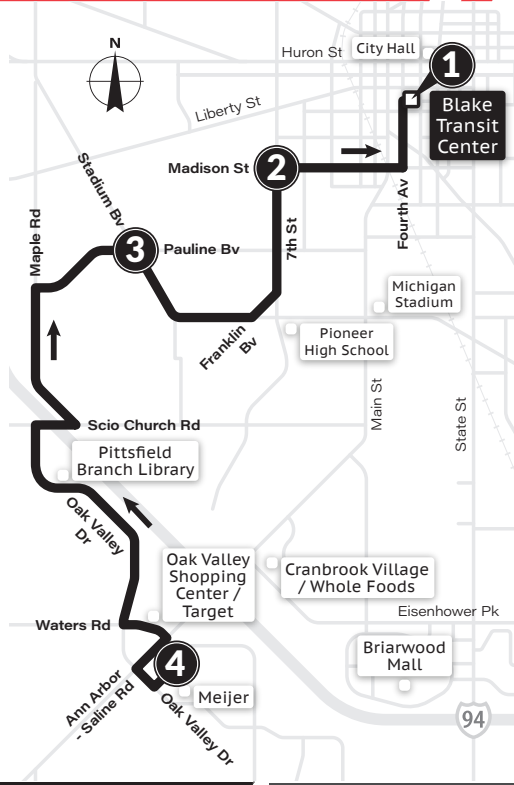 N
Huron St
City Hall
1
Blake
Transit
Center
Liberty St
Madison St
2
Stadium Bv
Maple Rd
3
Pauline Bv
7th St
Fourth Av
Michigan
Stadium
Franklin
Bv
Pioneer
High School
Main St
State St
Scio Church Rd
Pittsfield
Branch Library
Oak Valley
Dr
Oak Valley
Shopping
Center /
Target
Cranbrook Village
/ Whole Foods
Eisenhower Pk
Waters Rd
Briarwood
Mall
4
Ann Arbor
- Saline Rd
Meijer
Oak Valley Dr
94